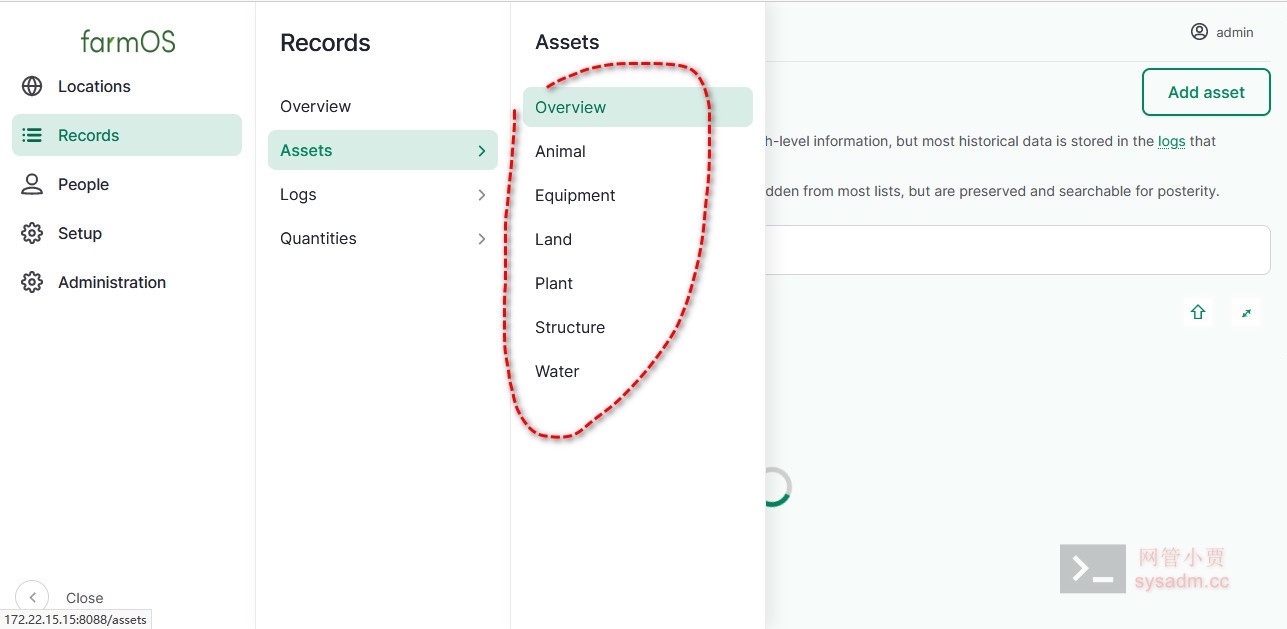 farmOS
Locations
Records
People
Setup
Administration
Close
172.22.15.15:8088/assets
Records
Overview
Assets
Logs
Quantities
Assets
Overview
Animal
Equipment
Land
Plant
Structure
Water
admin
Add asset
h-level information, but most historical data is stored in the logs that
dden from most lists, but are preserved and searchable for posterity.
>_ 网管小贾
sysadm.cc